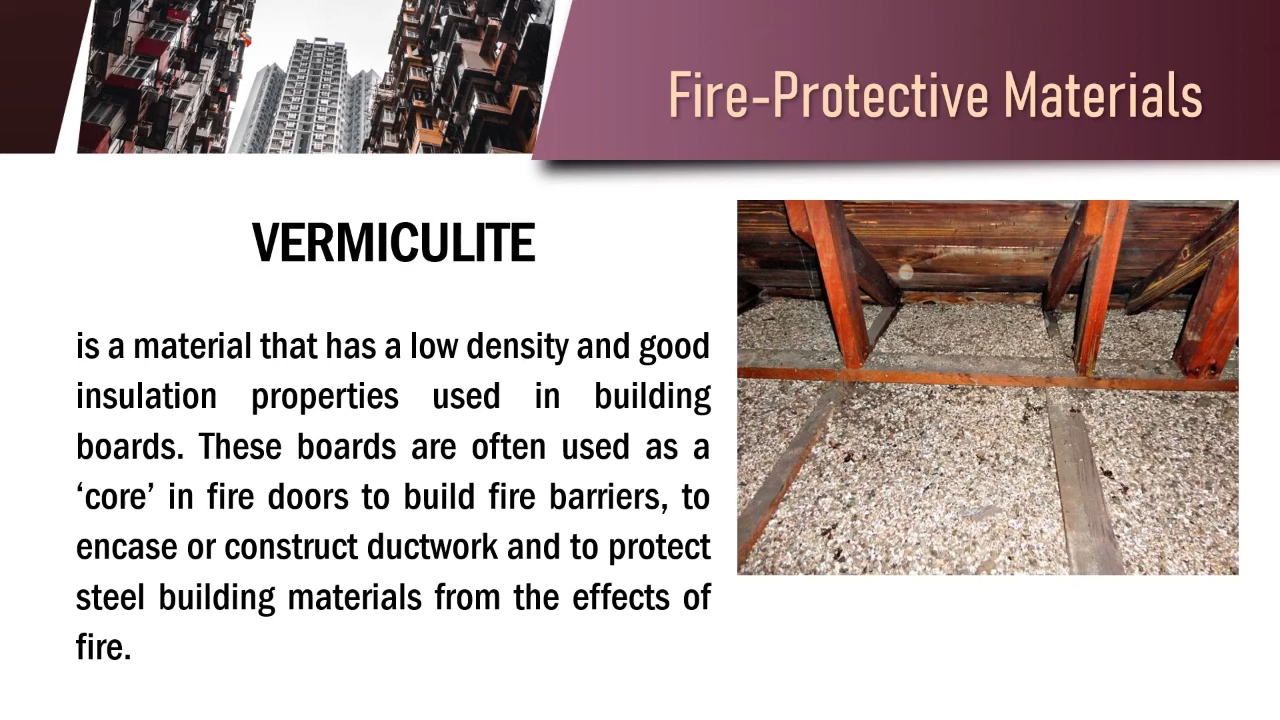 Fire-Protective Materials
VERMICULITE
is a material that has a low density and good
insulation properties used in building
boards. These boards are often used as a
‘core’ in fire doors to build fire barriers, to
encase or construct ductwork and to protect
steel building materials from the effects of
fire.